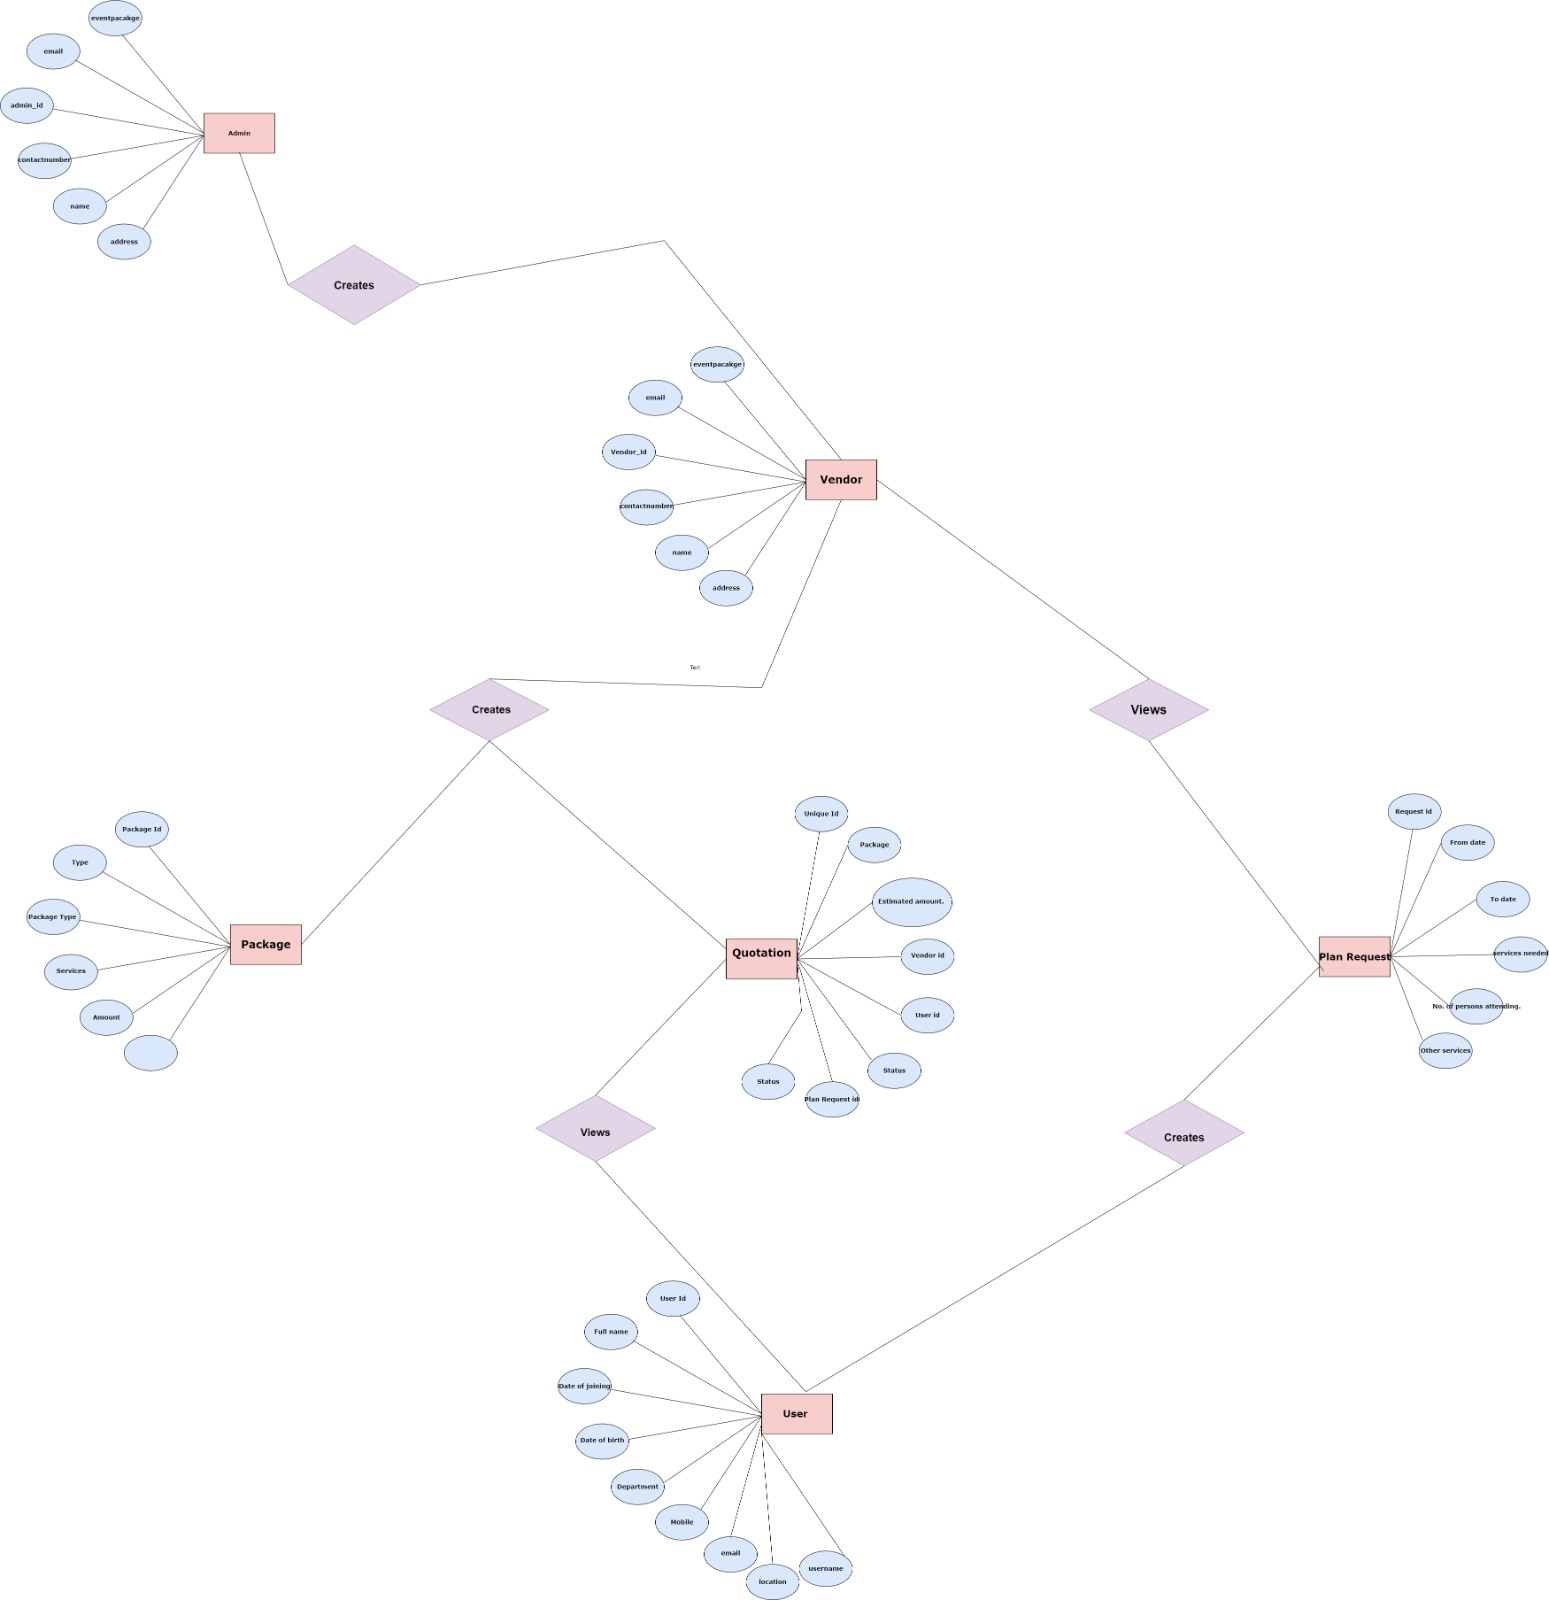 eventpacakge
email
admin_id
Admin
contactnumber
name
address
Creates
eventpacakge
email
Vendor_id
Vendor
contactnumber
name
address
Text
Creates
Views
Package Id
Type
Package Type
Package
Services
Amount
Unique Id
Package
Estimated amount.
Quotation
Vendor id
User id
Status
Status
Plan Request id
Request id
From date
To date
Plan Request
services needed
No. of persons attending.
Other services
Views
Creates
User Id
Full name
Date of joining
User
Date of birth
Department
Mobile
email
location
username